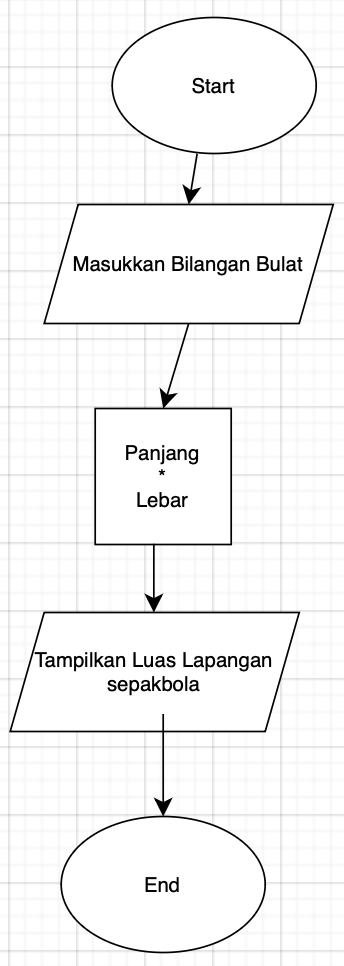 Start
Masukkan Bilangan Bulat
Panjang
*
Lebar
Tampilkan Luas Lapangan
sepakbola
End